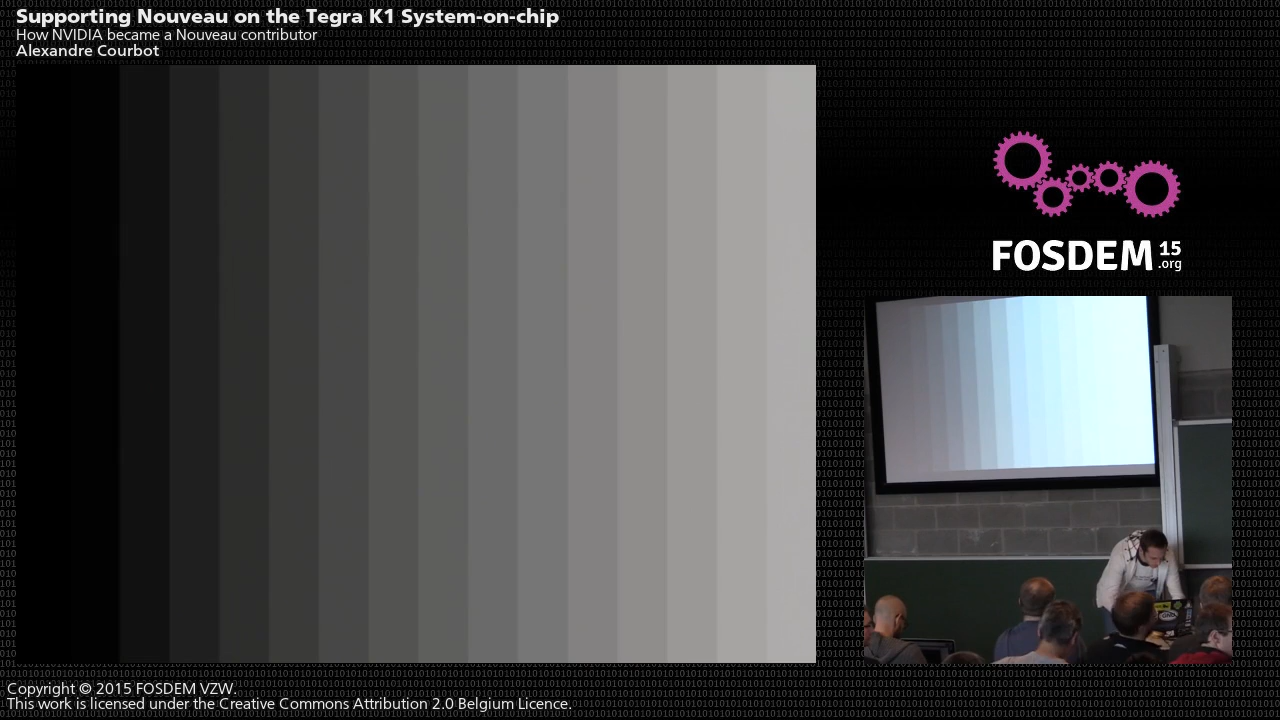 Supporting Nouveau on the Tegra K1 System-on-chip
How NVIDIA became a Nouveau contributor
Alexandre Courbot
FOSDEM 15
.org
Copyright © 2015 FOSDEM VZW.
This work is licensed under the Creative Commons Attribution 2.0 Belgium Licence.